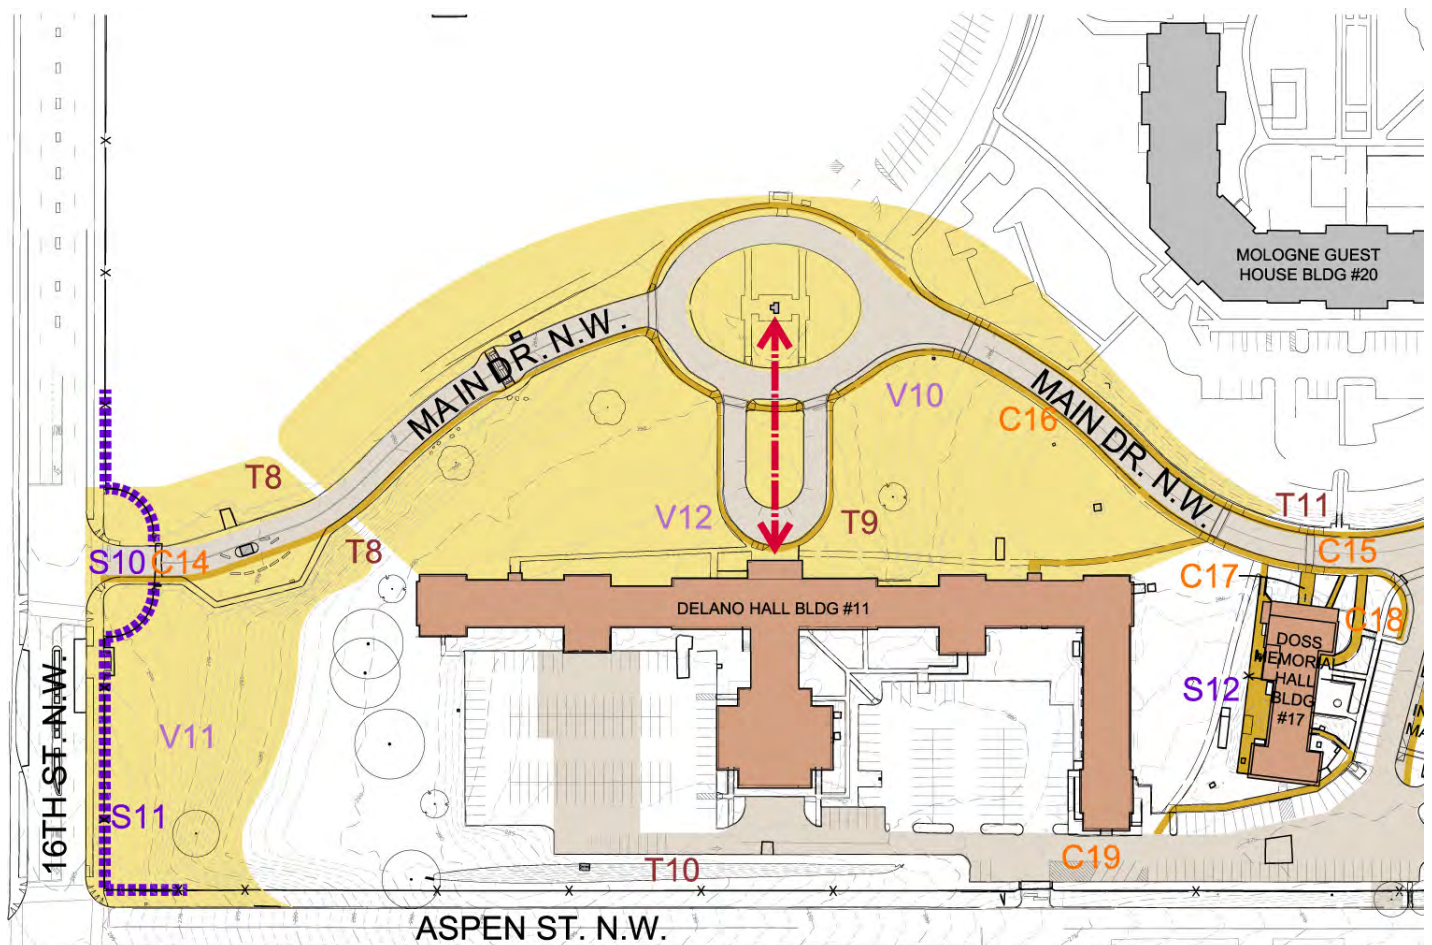 MOLOGNE GUEST
HOUSE BLDG #20
MAIN DR. N.W.
V10
C16
MAIN DR. N.W.
T8
V12
T9
T11
S10
C14
T8
C15
C17
DELANO HALL BLDG #11
C18
DOSS
MEMORIAL
HALL
BLDG
#17
S12
16TH ST. N.W.
V11
IN
MA
S11
C19
T10
ASPEN ST. N.W.